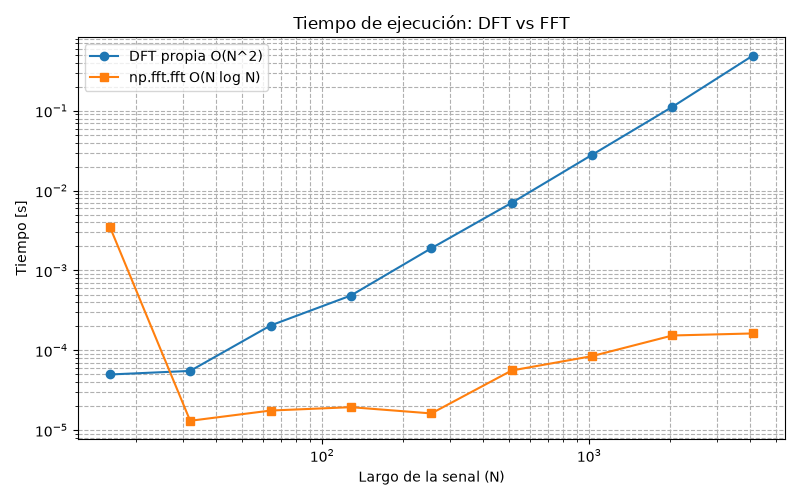 Tiempo de ejecución: DFT vs FFT
DFT propia O(N^2)
np.fft.fft O(N log N)
10⁻¹
10⁻²
10⁻³
10⁻⁴
10⁻⁵
Tiempo [s]
10²
10³
Largo de la senal (N)